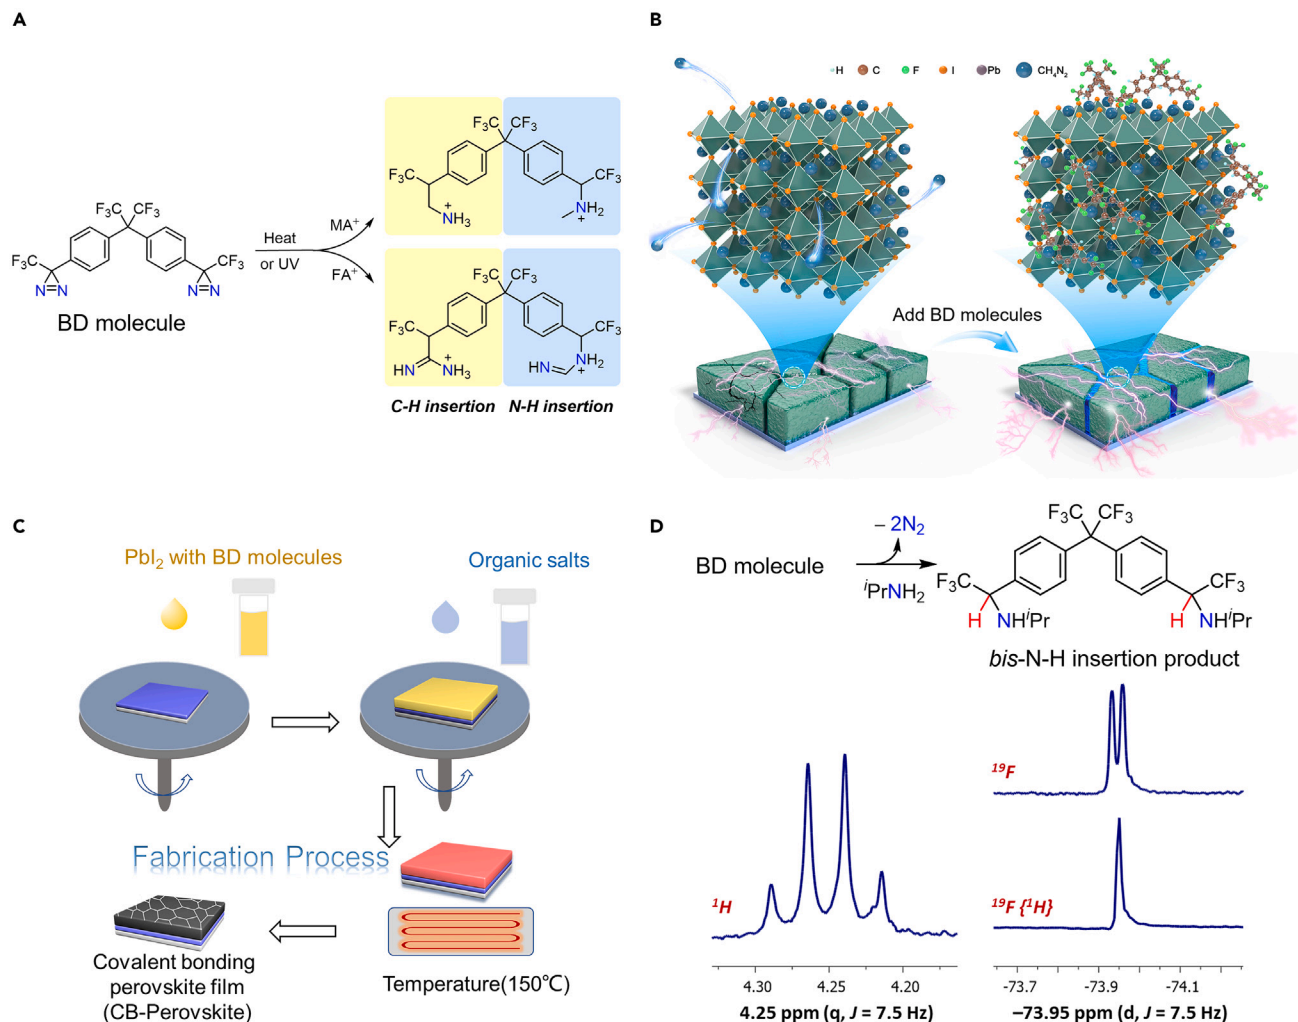 A
F₃C CF₃
F₃C
CF₃
NH₃
+
NH₂
+
F₃C CF₃
F₃C
CF₃
N=N
N=N
BD molecule
Heat
or UV
MA⁺
FA⁺
F₃C CF₃
F₃C
CF₃
HN
NH₃
+
HN
NH₂
+
C-H insertion
N-H insertion
B
H C F I Pb CH₄N₂
Add BD molecules
C
PbI₂ with BD molecules
Organic salts
Fabrication Process
Temperature(150℃)
Covalent bonding
perovskite film
(CB-Perovskite)
D
BD molecule
– 2N₂
ⁱPrNH₂
F₃C CF₃
F₃C
CF₃
H NHⁱPr
H NHⁱPr
bis-N-H insertion product
¹H
4.30 4.25 4.20
4.25 ppm (q, J = 7.5 Hz)
¹⁹F
¹⁹F {¹H}
-73.7 -73.9 -74.1
–73.95 ppm (d, J = 7.5 Hz)